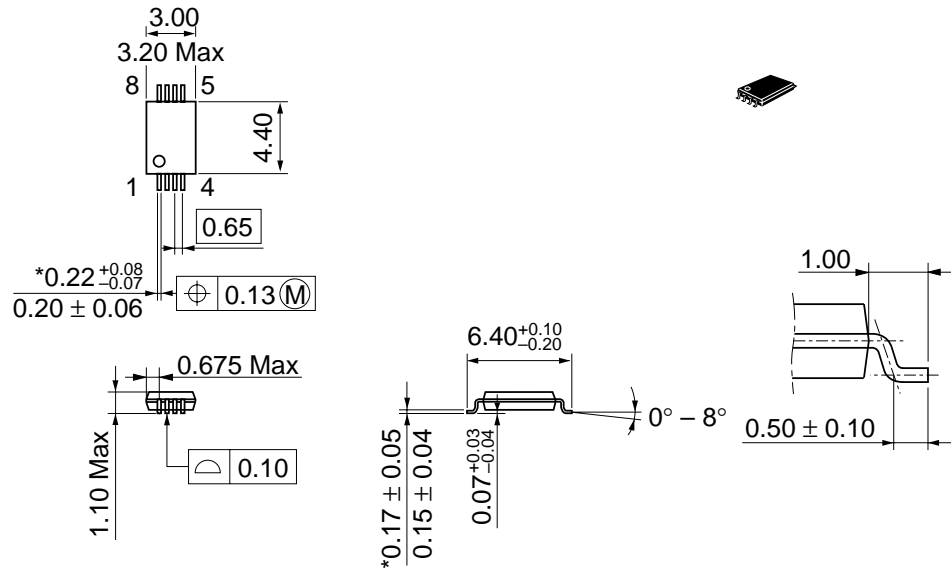 3.00
3.20 Max
8 5
4.40
1 4
0.65
*0.22 +0.08 –0.07
0.20 ± 0.06
0.13 Ⓜ
0.675 Max
1.10 Max
0.10
6.40 +0.10 –0.20
0° – 8°
*0.17 ± 0.05
0.15 ± 0.04
0.07 +0.03 –0.04
1.00
0.50 ± 0.10